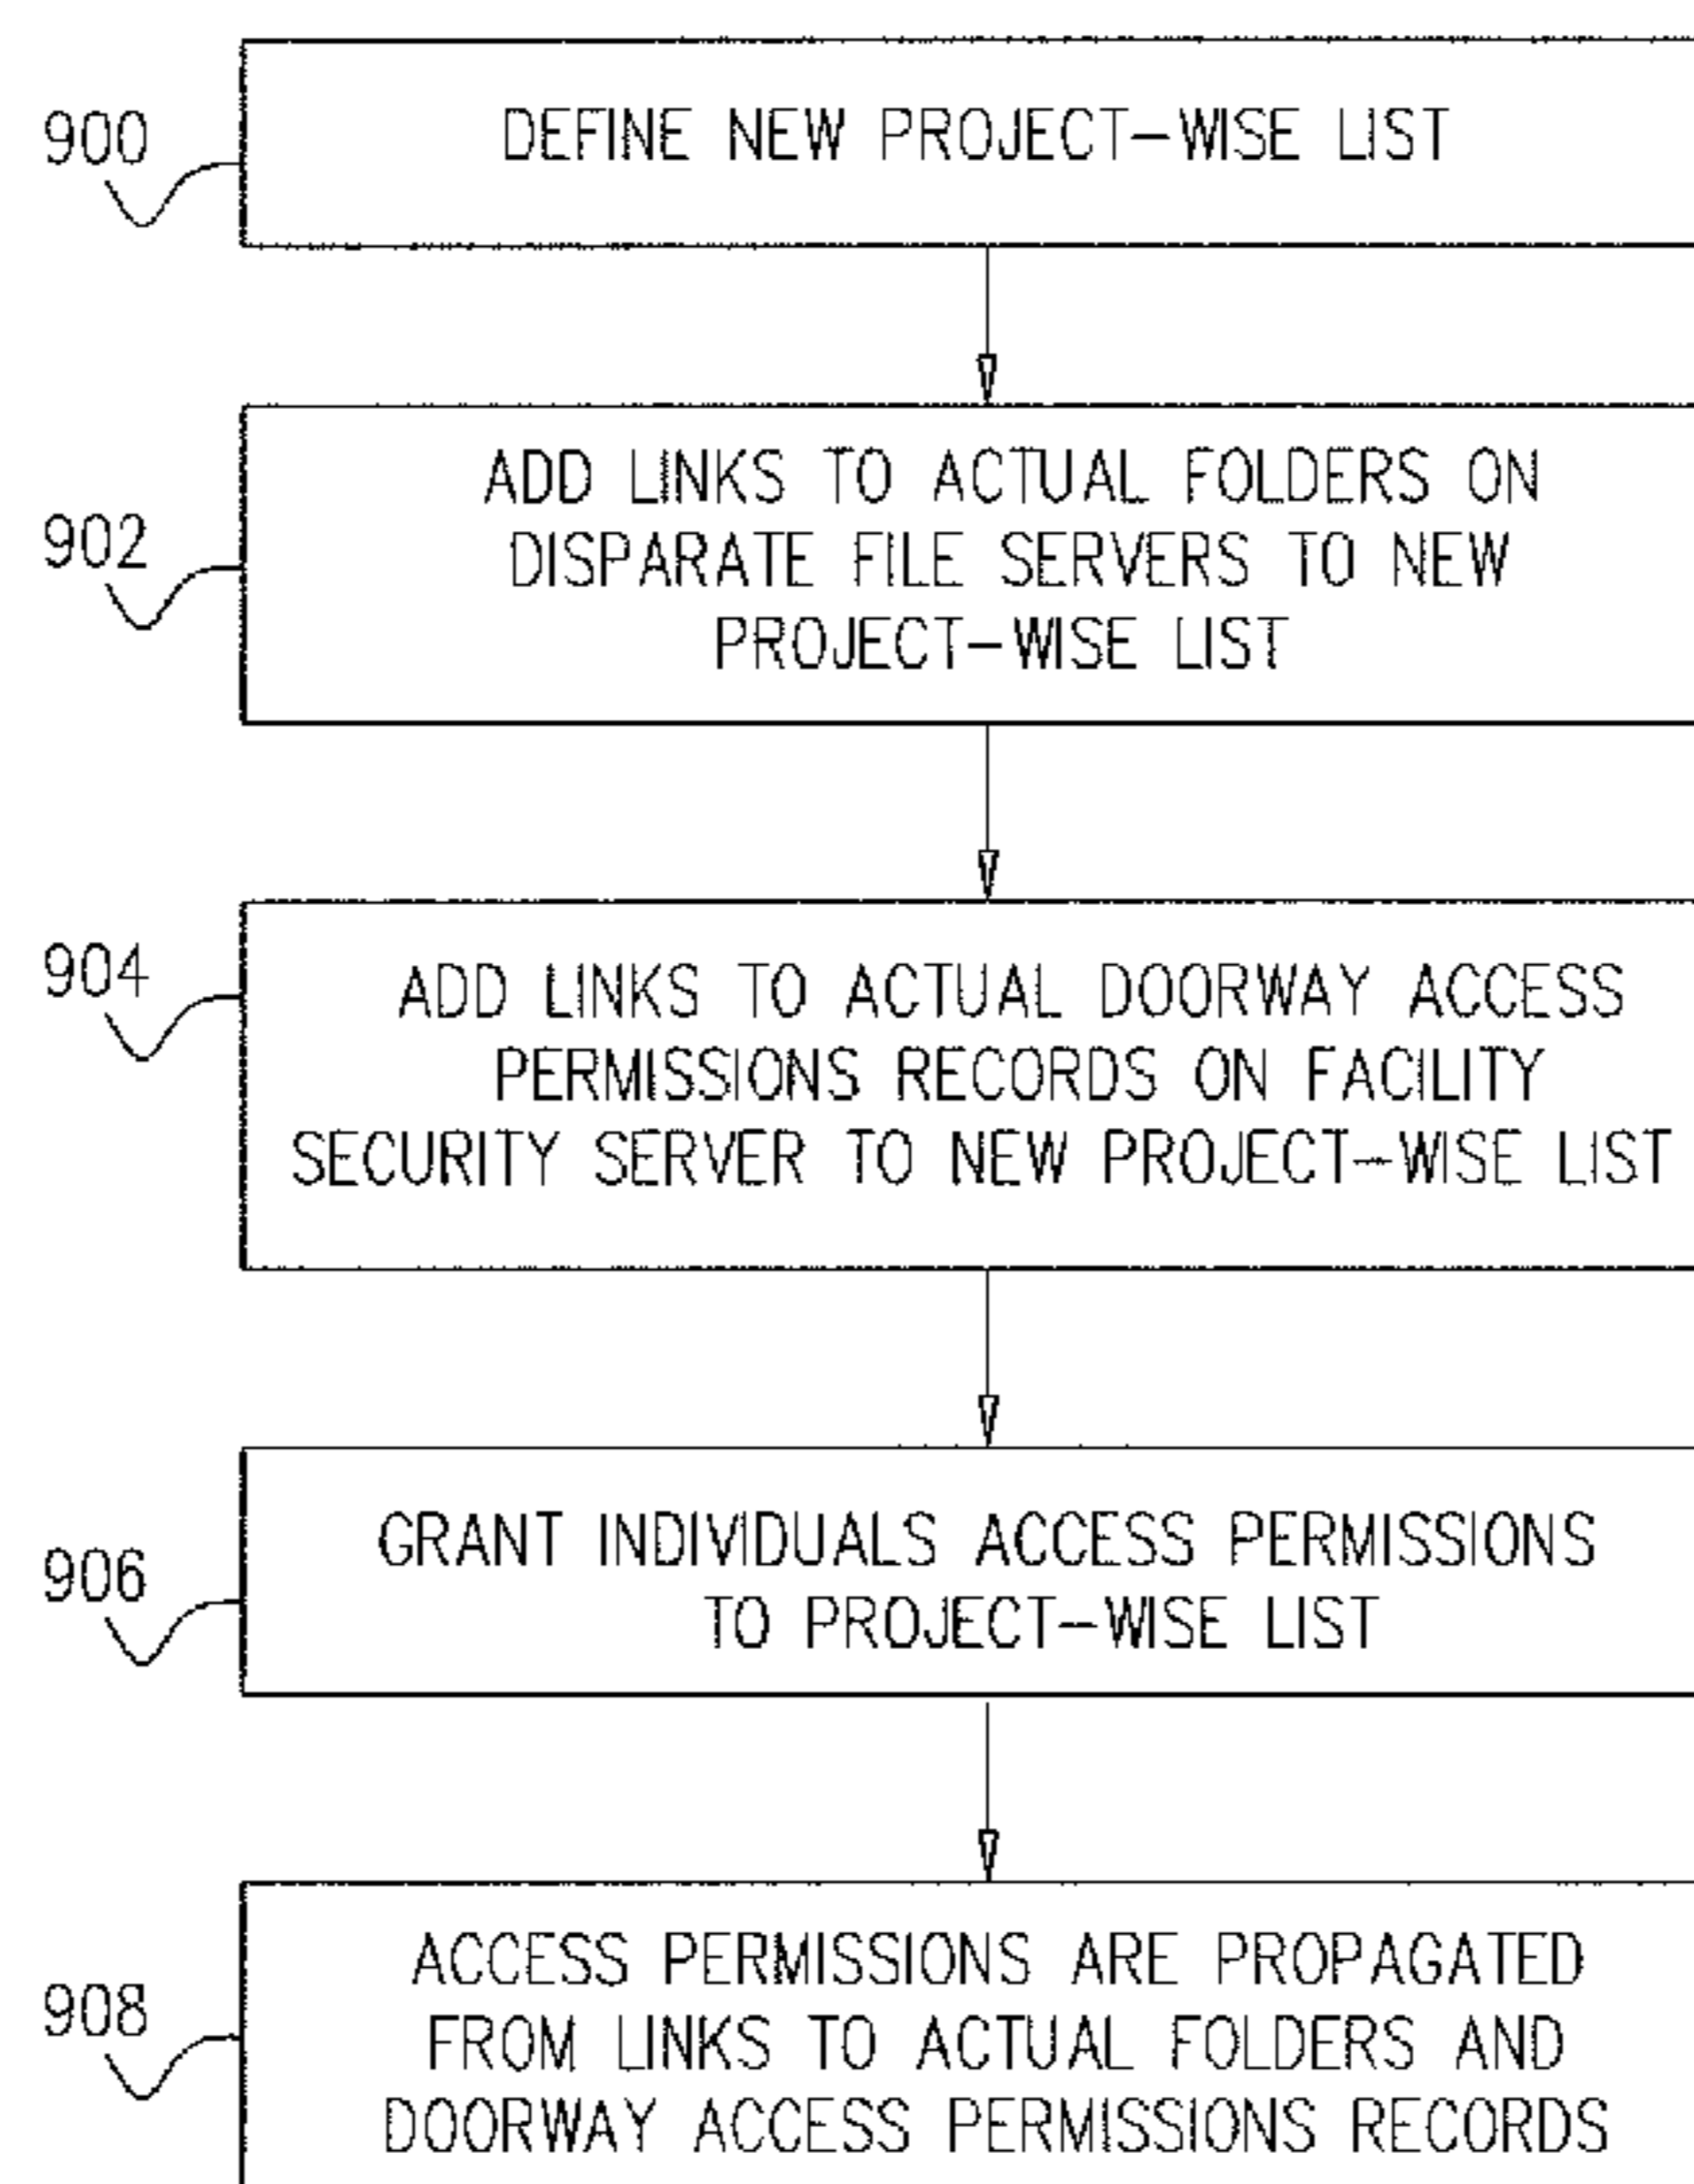 900
DEFINE NEW PROJECT-WISE LIST
902
ADD LINKS TO ACTUAL FOLDERS ON
DISPARATE FILE SERVERS TO NEW
PROJECT-WISE LIST
904
ADD LINKS TO ACTUAL DOORWAY ACCESS
PERMISSIONS RECORDS ON FACILITY
SECURITY SERVER TO NEW PROJECT-WISE LIST
906
GRANT INDIVIDUALS ACCESS PERMISSIONS
TO PROJECT-WISE LIST
908
ACCESS PERMISSIONS ARE PROPAGATED
FROM LINKS TO ACTUAL FOLDERS AND
DOORWAY ACCESS PERMISSIONS RECORDS